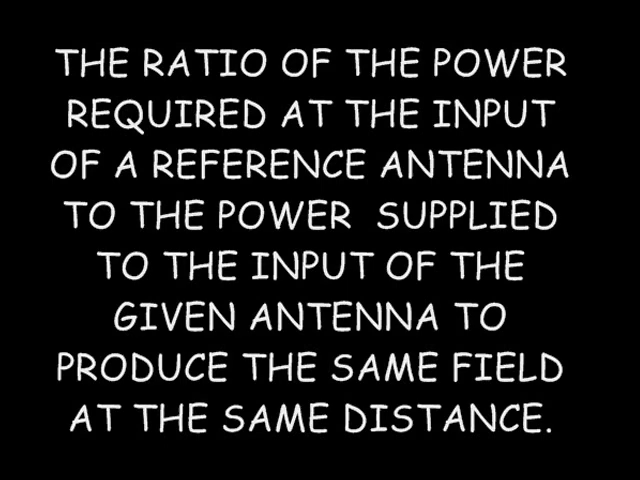 THE RATIO OF THE POWER
REQUIRED AT THE INPUT
OF A REFERENCE ANTENNA
TO THE POWER  SUPPLIED
TO THE INPUT OF THE
GIVEN ANTENNA TO
PRODUCE THE SAME FIELD
AT THE SAME DISTANCE.